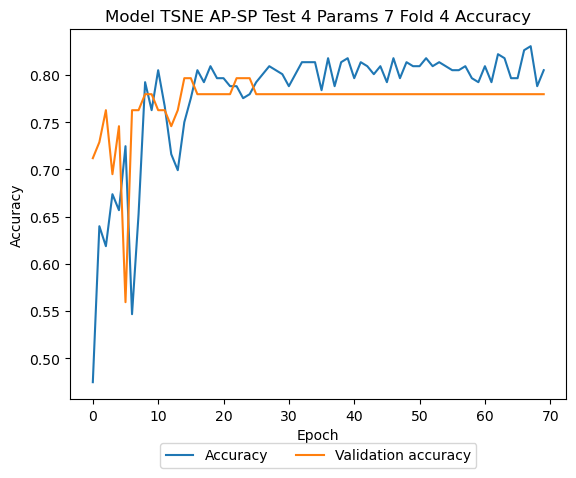 Model TSNE AP-SP Test 4 Params 7 Fold 4 Accuracy
Accuracy
0.80
0.75
0.70
0.65
0.60
0.55
0.50
0 10 20 30 40 50 60 70
Epoch
Accuracy Validation accuracy